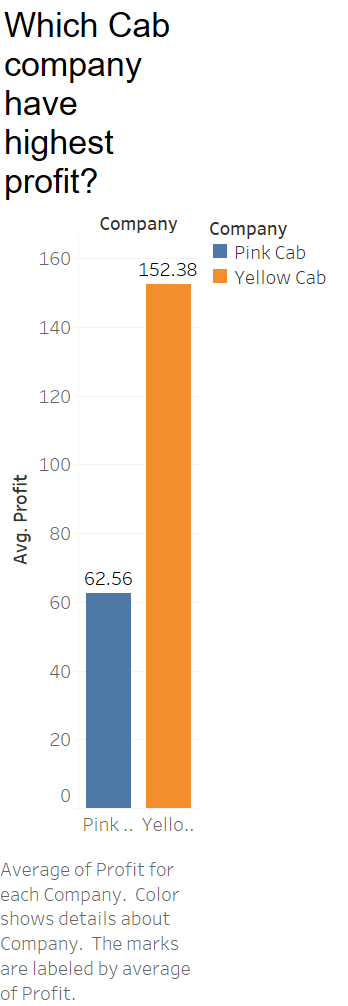 Which Cab
company
have
highest
profit?
Company
Company
Pink Cab
Yellow Cab
160
140
120
100
80
60
40
20
0
Avg. Profit
152.38
62.56
Pink ..
Yello..
Average of Profit for
each Company.  Color
shows details about
Company.  The marks
are labeled by average
of Profit.